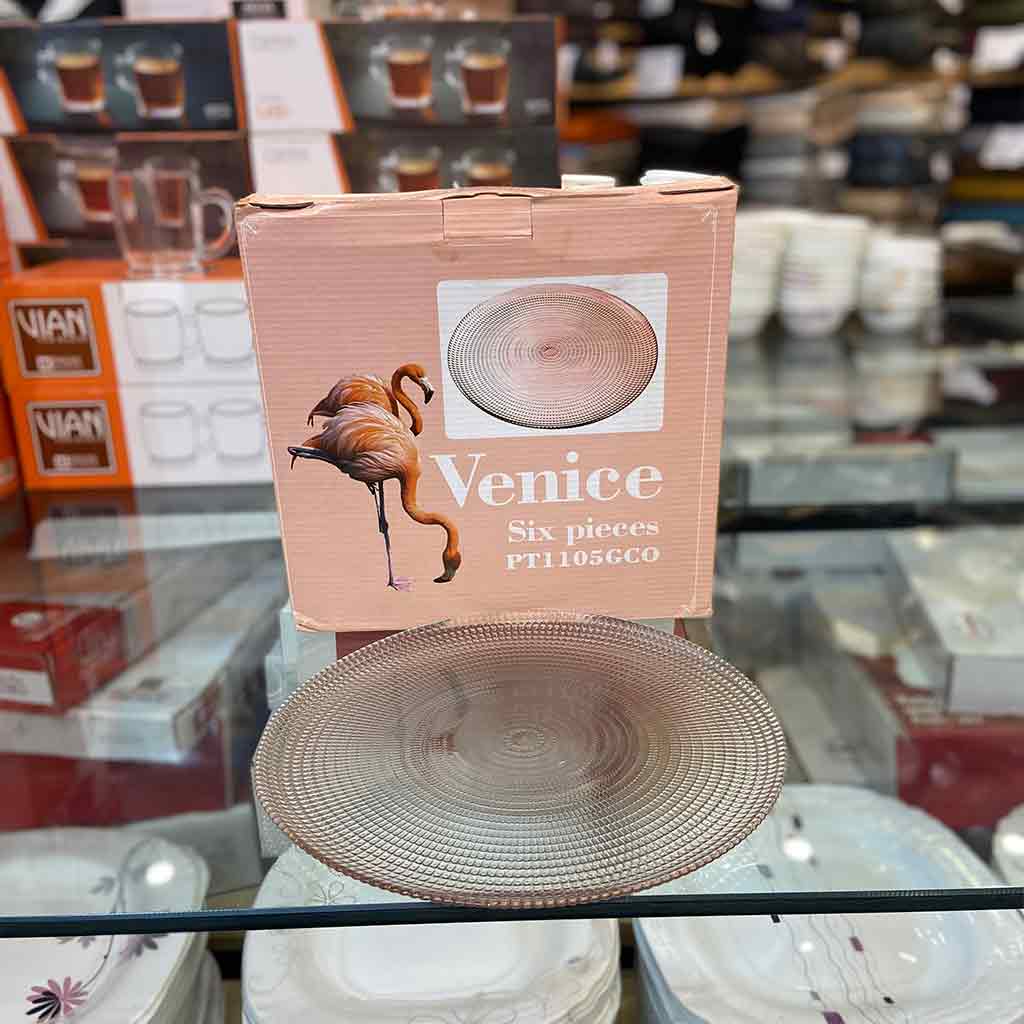 VIAN
VIAN
Venice
Six pieces
PT1105GCO